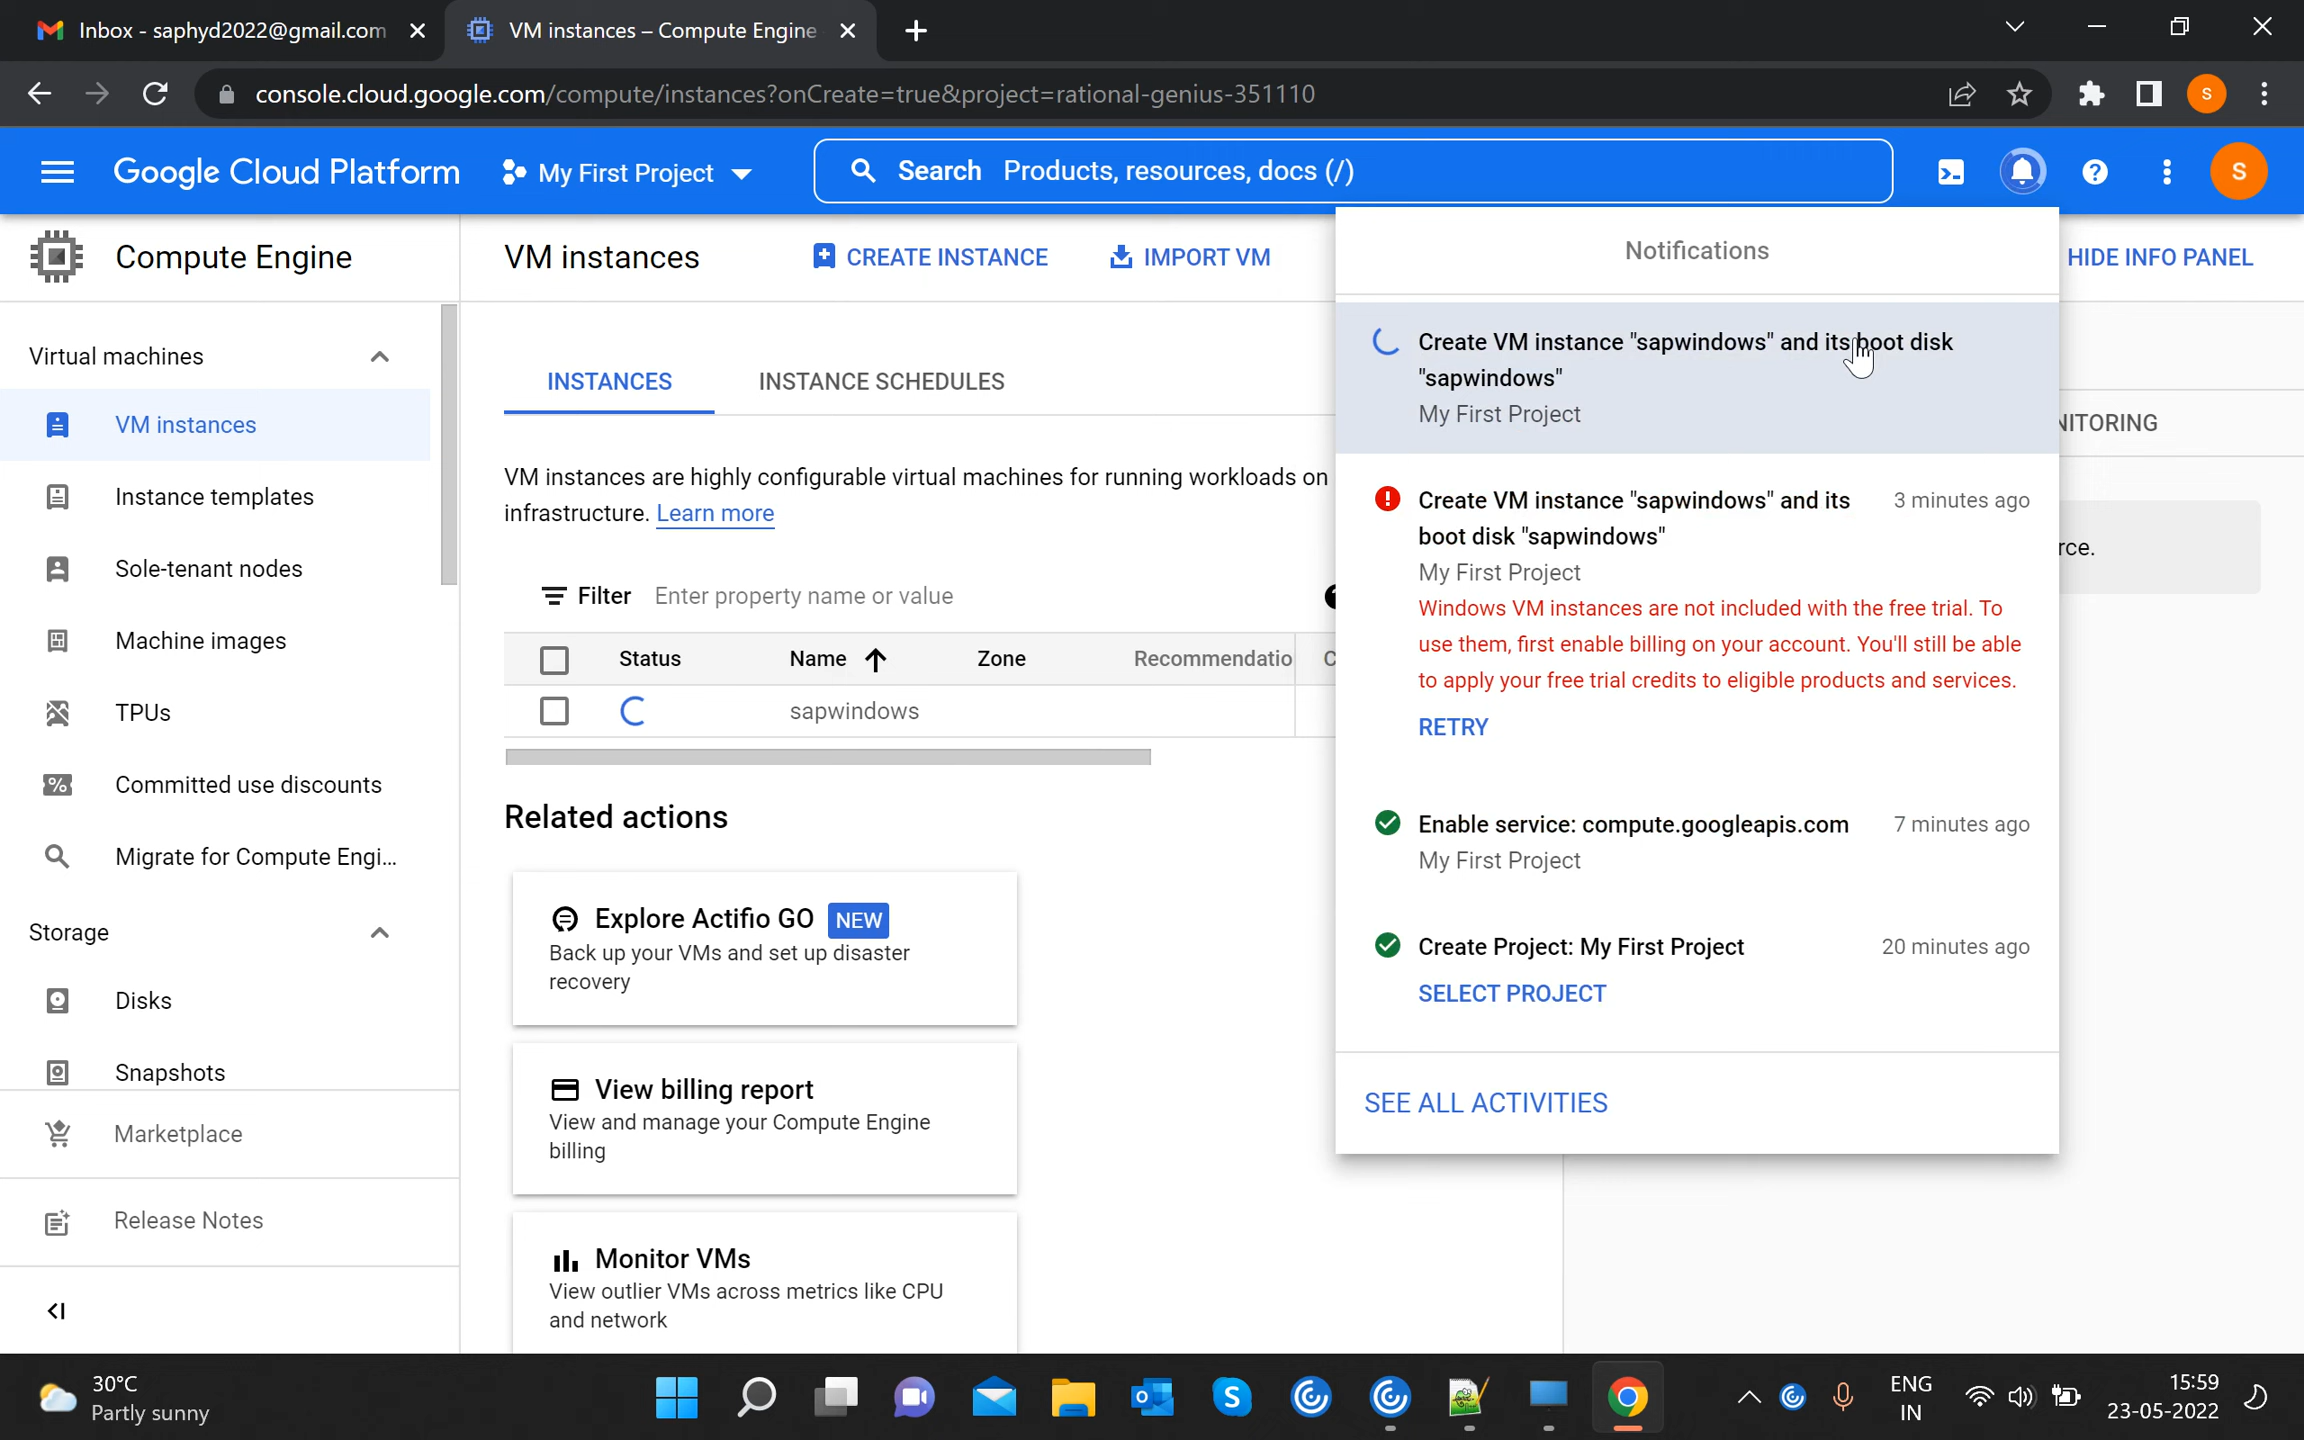 Inbox - saphyd2022@gmail.com
VM instances – Compute Engine
console.cloud.google.com/compute/instances?onCreate=true&project=rational-genius-351110
S
Google Cloud Platform
My First Project
Search Products, resources, docs (/)
S
Compute Engine
VM instances
CREATE INSTANCE
IMPORT VM
HIDE INFO PANEL
Virtual machines
VM instances
Instance templates
Sole-tenant nodes
Machine images
TPUs
Committed use discounts
Migrate for Compute Engi...
Storage
Disks
Snapshots
Marketplace
Release Notes
INSTANCES
INSTANCE SCHEDULES
VM instances are highly configurable virtual machines for running workloads on
infrastructure. Learn more
Filter Enter property name or value
Status Name Zone Recommendatio C
sapwindows
Related actions
Explore Actifio GO NEW
Back up your VMs and set up disaster
recovery
View billing report
View and manage your Compute Engine
billing
Monitor VMs
View outlier VMs across metrics like CPU
and network
Notifications
Create VM instance "sapwindows" and its boot disk
"sapwindows"
My First Project
Create VM instance "sapwindows" and its
boot disk "sapwindows"
3 minutes ago
My First Project
Windows VM instances are not included with the free trial. To
use them, first enable billing on your account. You'll still be able
to apply your free trial credits to eligible products and services.
RETRY
Enable service: compute.googleapis.com
7 minutes ago
My First Project
Create Project: My First Project
20 minutes ago
SELECT PROJECT
SEE ALL ACTIVITIES
NITORING
rce.
30°C
Partly sunny
ENG
IN
15:59
23-05-2022